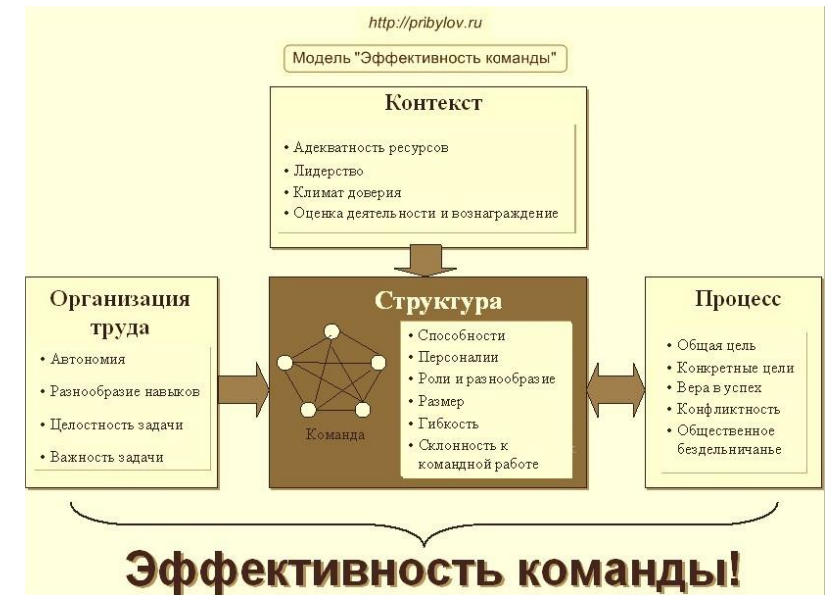 http://pribylov.ru
Модель "Эффективность команды"
Контекст
• Адекватность ресурсов
• Лидерство
• Климат доверия
• Оценка деятельности и вознаграждение
Организация
труда
• Автономия
• Разнообразие навыков
• Целостность задачи
• Важность задачи
Структура
Команда
• Способности
• Персоналии
• Роли и разнообразие
• Размер
• Гибкость
• Склонность к
командной работе
Процесс
• Общая цель
• Конкретные цели
• Вера в успех
• Конфликтность
• Общественное
бездельничанье
Эффективность команды!